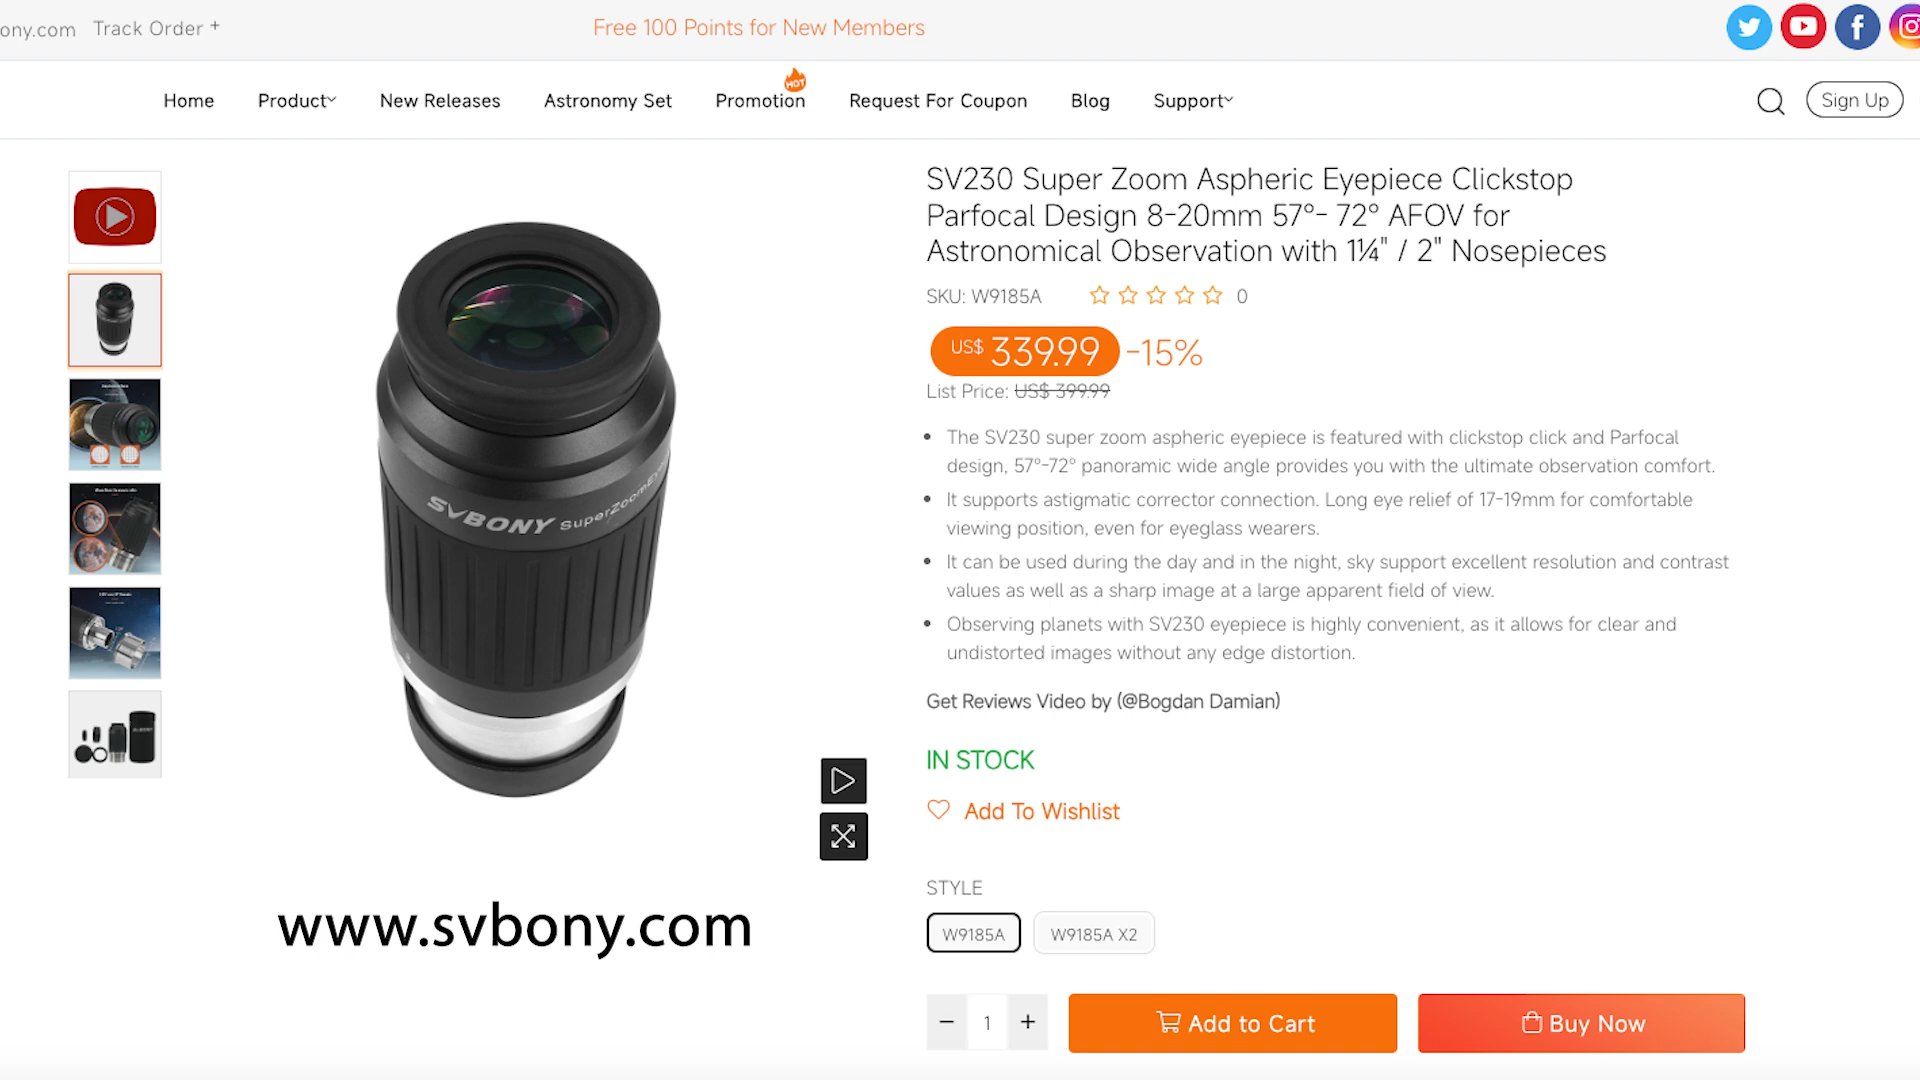 ony.com Track Order +
Free 100 Points for New Members
Home Product New Releases Astronomy Set Promotion HOT Request For Coupon Blog Support Sign Up
SV230 Super Zoom Aspheric Eyepiece Clickstop
Parfocal Design 8-20mm 57°- 72° AFOV for
Astronomical Observation with 1¼" / 2" Nosepieces
SKU: W9185A 0
US$ 339.99 -15%
List Price: US$ 399.99
The SV230 super zoom aspheric eyepiece is featured with clickstop click and Parfocal
design, 57°-72° panoramic wide angle provides you with the ultimate observation comfort.
It supports astigmatic corrector connection. Long eye relief of 17-19mm for comfortable
viewing position, even for eyeglass wearers.
It can be used during the day and in the night, sky support excellent resolution and contrast
values as well as a sharp image at a large apparent field of view.
Observing planets with SV230 eyepiece is highly convenient, as it allows for clear and
undistorted images without any edge distortion.
Get Reviews Video by (@Bogdan Damian)
IN STOCK
Add To Wishlist
STYLE
W9185A W9185A X2
- 1 + Add to Cart Buy Now
SVBONY SuperZoom
www.svbony.com